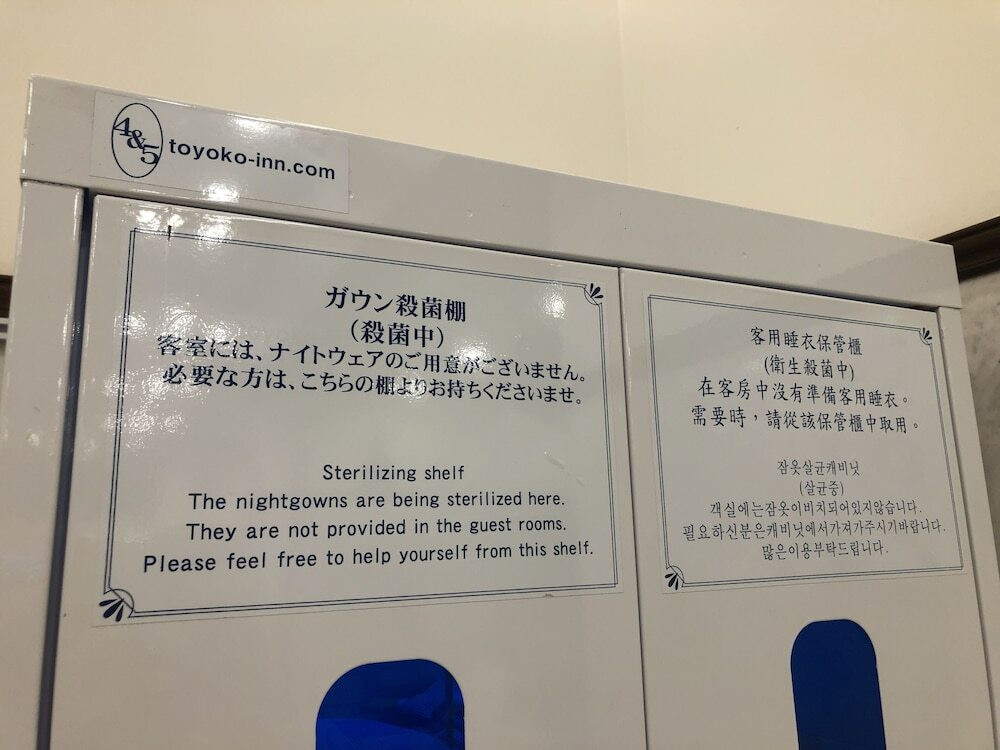 4&5 toyoko-inn.com
ガウン殺菌棚
(殺菌中)
客室には、ナイトウェアのご用意がございません。
必要な方は、こちらの棚よりお持ちくださいませ。
Sterilizing shelf
The nightgowns are being sterilized here.
They are not provided in the guest rooms.
Please feel free to help yourself from this shelf.
客用睡衣保管櫃
(衛生殺菌中)
在客房中沒有準備客用睡衣。
需要時，請從該保管櫃中取用。
잠옷살균캐비닛
(살균중)
객실에는잠옷이비치되어있지않습니다.
필요하신분은캐비닛에서가져가주시기바랍니다.
많은이용부탁드립니다.